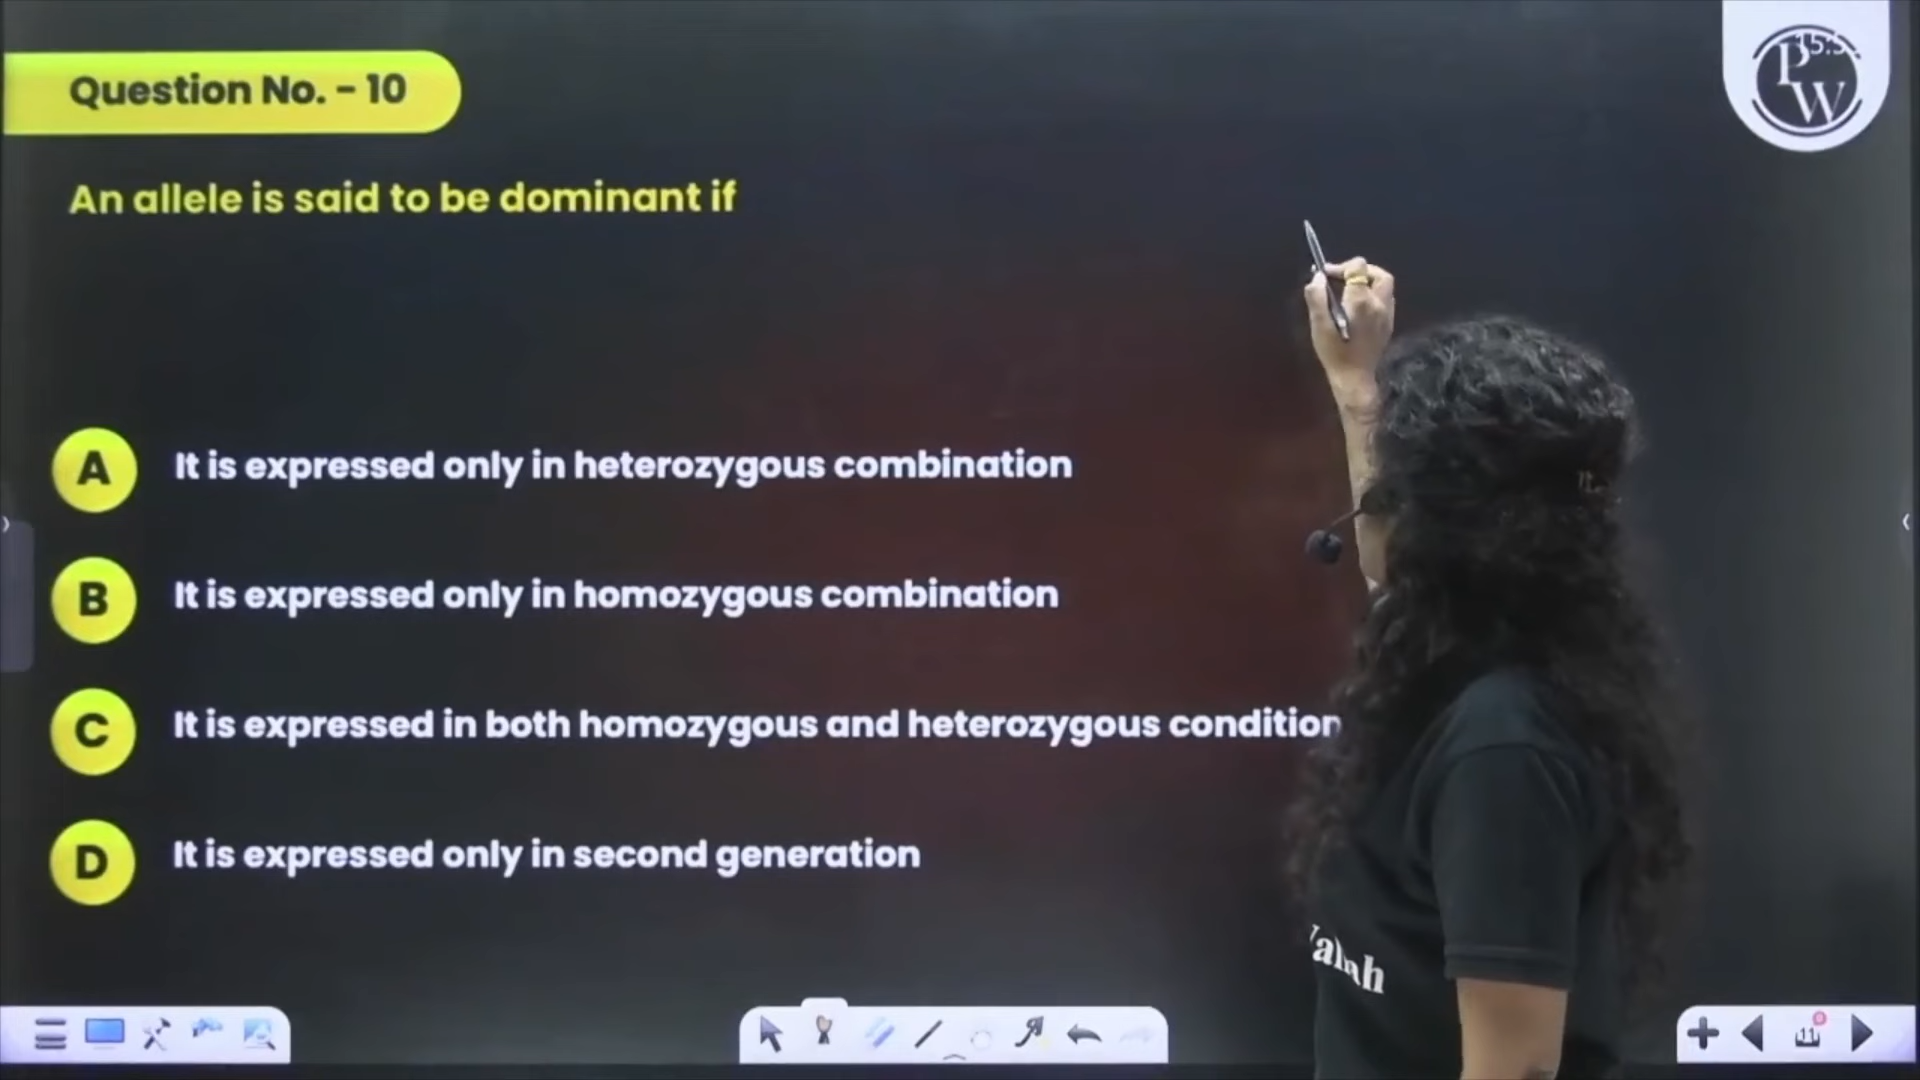 Question No. - 10
PW
An allele is said to be dominant if
A It is expressed only in heterozygous combination
B It is expressed only in homozygous combination
C It is expressed in both homozygous and heterozygous condition
D It is expressed only in second generation
11